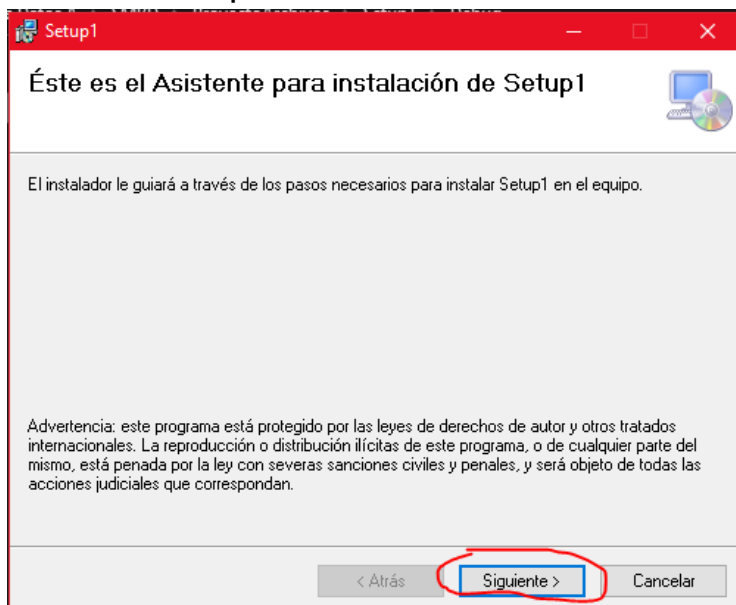 Setup1
Éste es el Asistente para instalación de Setup1
El instalador le guiará a través de los pasos necesarios para instalar Setup1 en el equipo.
Advertencia: este programa está protegido por las leyes de derechos de autor y otros tratados
internacionales. La reproducción o distribución ilícitas de este programa, o de cualquier parte del
mismo, está penada por la ley con severas sanciones civiles y penales, y será objeto de todas las
acciones judiciales que correspondan.
< Atrás
Siguiente >
Cancelar